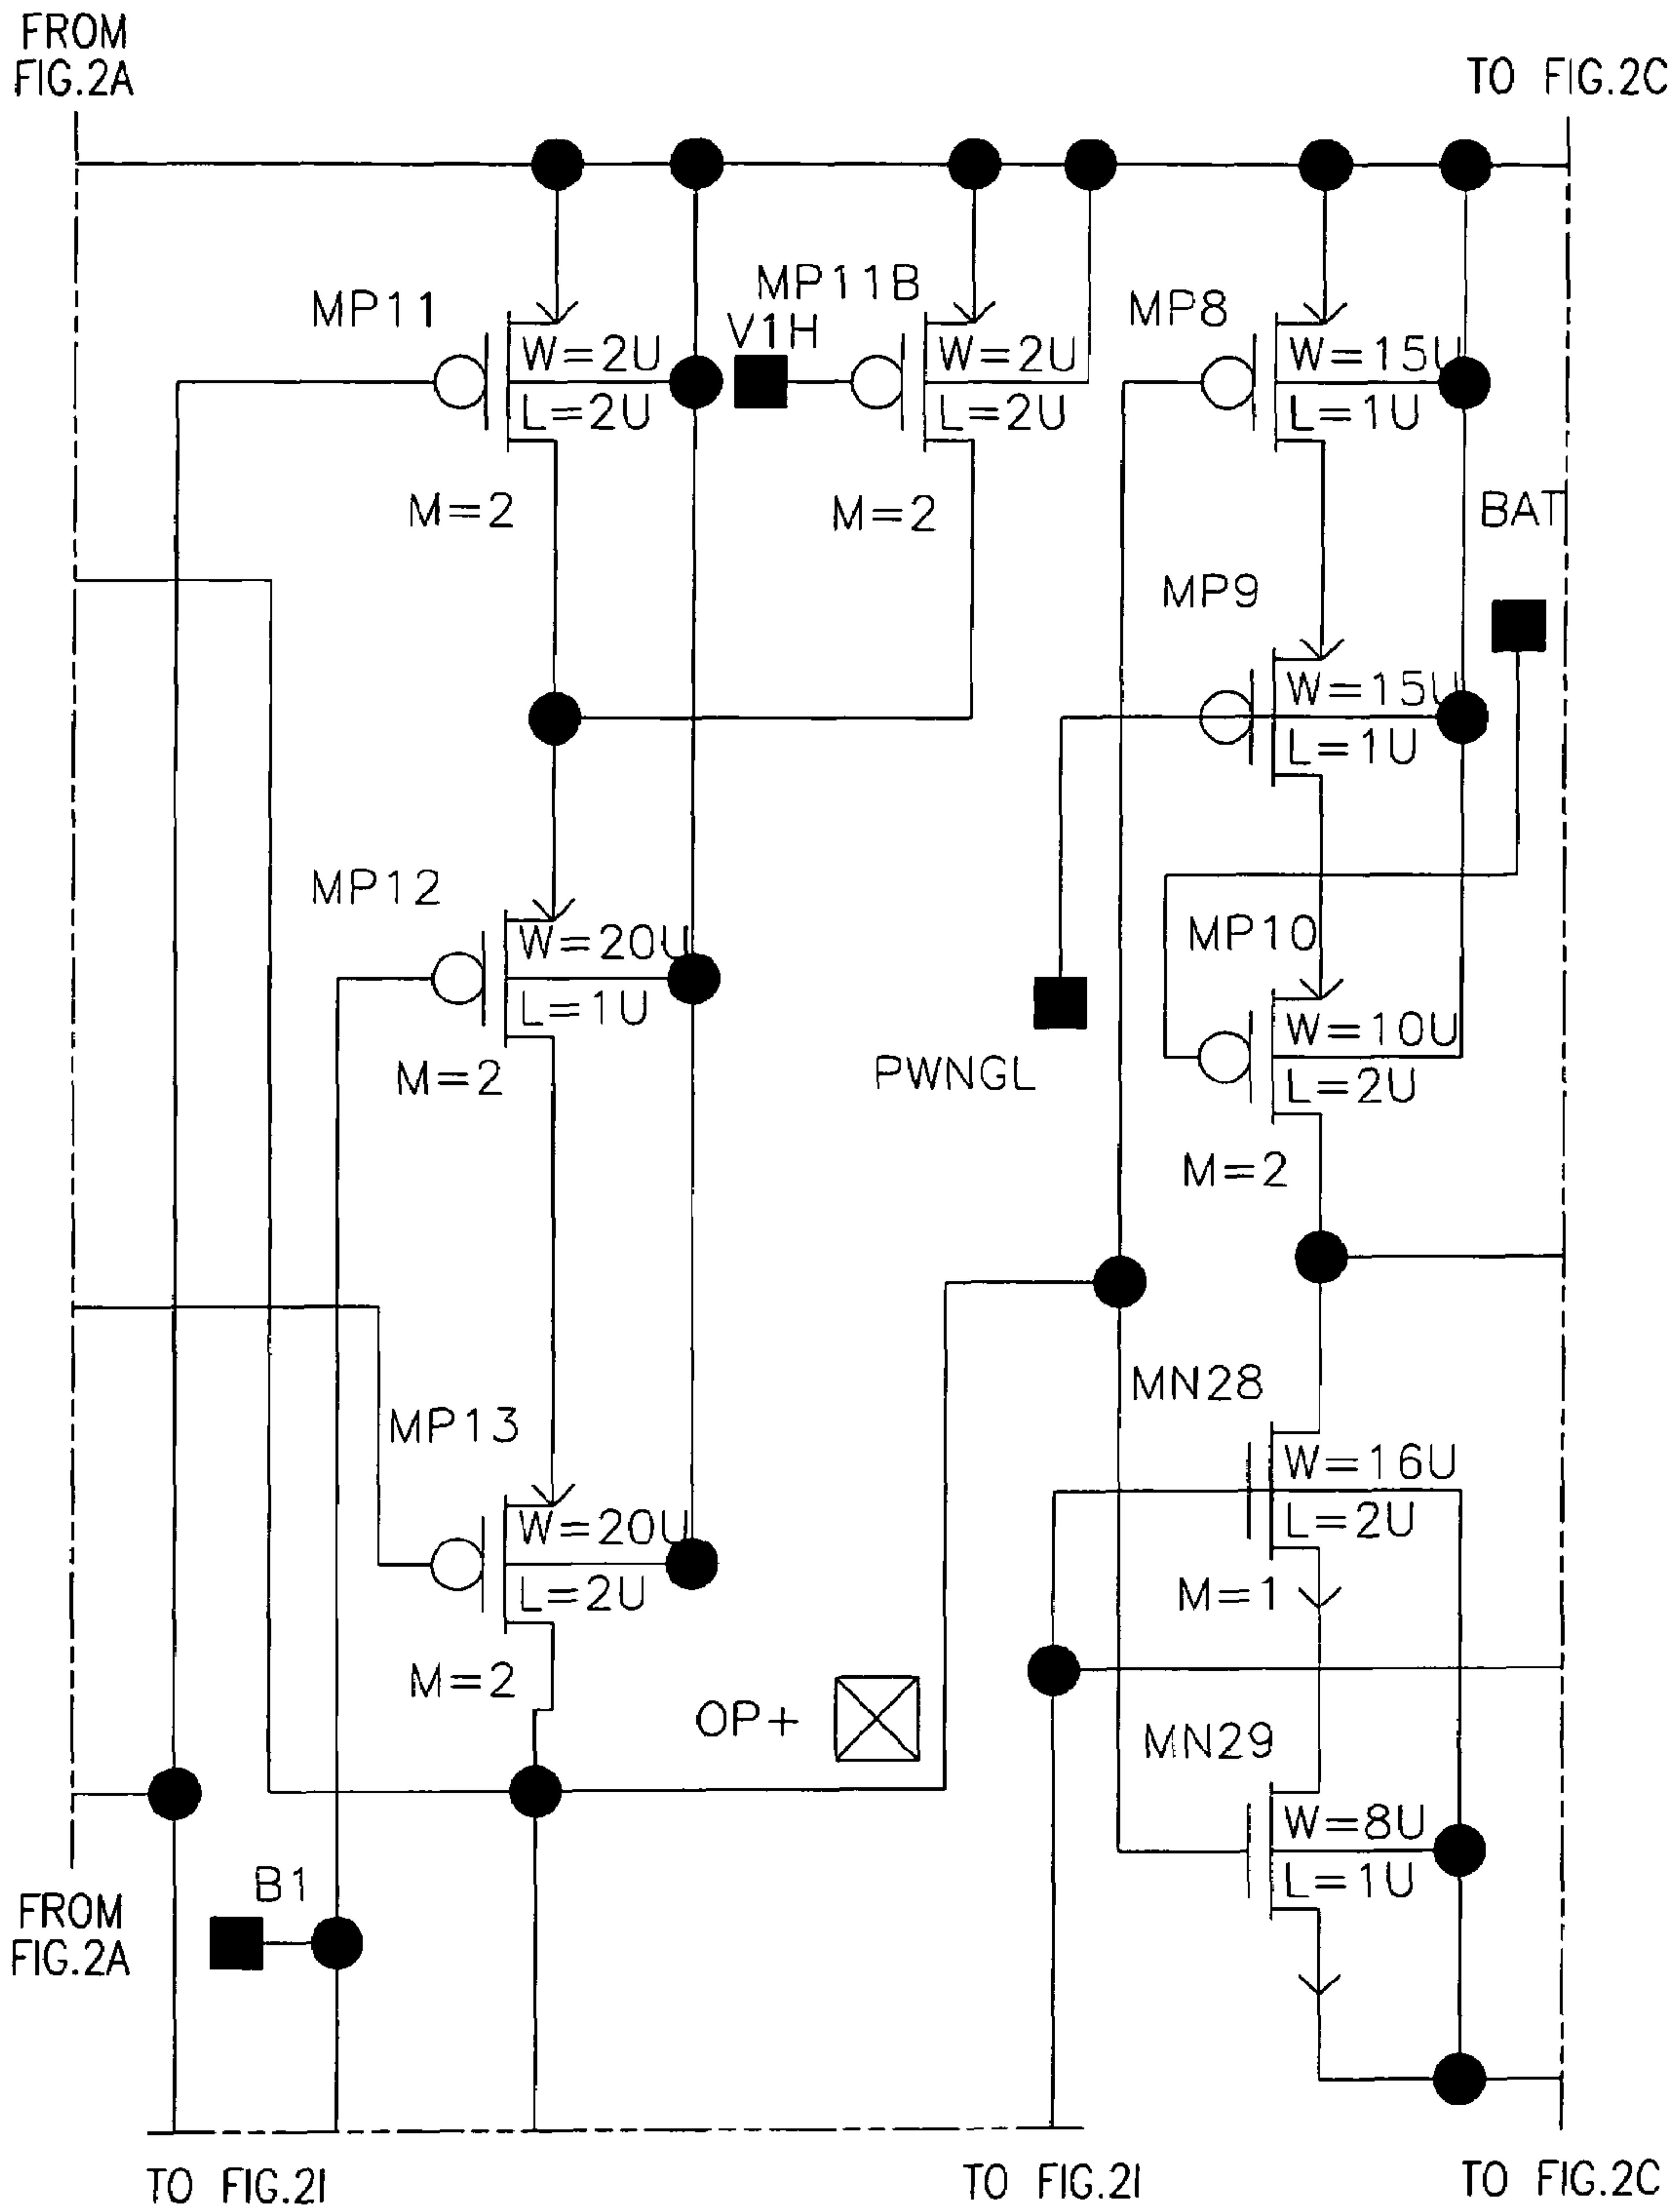 FROM
FIG.2A
TO FIG.2C
MP11
W=2U
L=2U
M=2
MP11B
V1H
W=2U
L=2U
M=2
MP8
W=15U
L=1U
BAT
MP9
W=15U
L=1U
MP12
W=20U
L=1U
M=2
PWNGL
MP10
W=10U
L=2U
M=2
MP13
W=20U
L=2U
M=2
MN28
W=16U
L=2U
M=1
OP+
MN29
W=8U
L=1U
B1
FROM
FIG.2A
TO FIG.2I
TO FIG.2I
TO FIG.2C